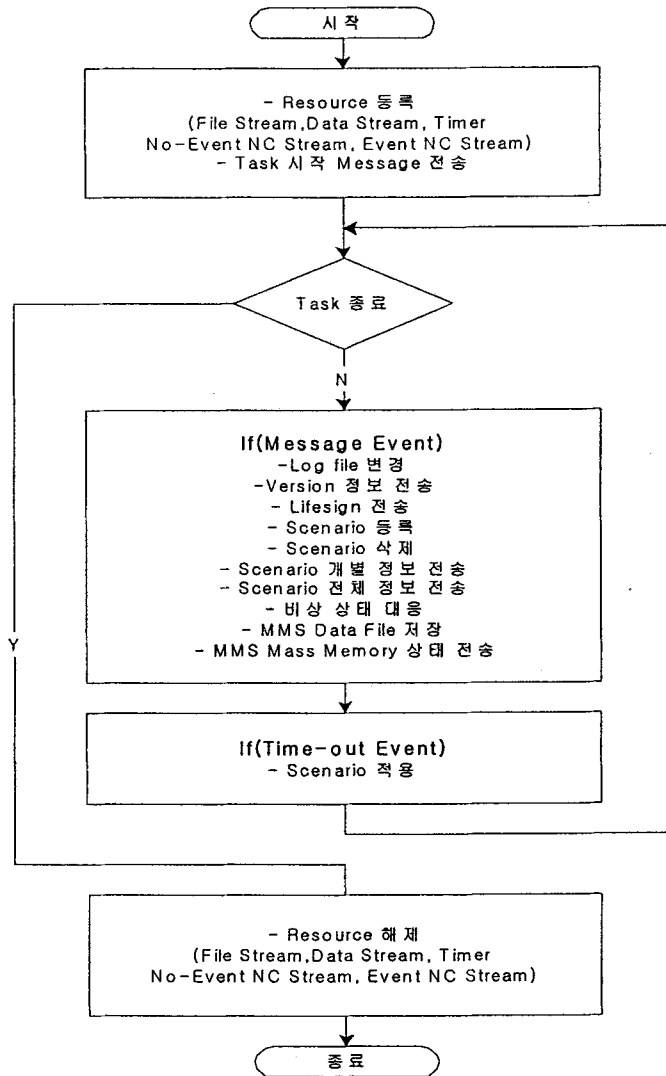 시작
- Resource 등록
(File Stream,Data Stream, Timer
No-Event NC Stream, Event NC Stream)
- Task 시작 Message 전송
Task 종료
N
If(Message Event)
-Log file 변경
-Version 정보 전송
- Lifesign 전송
- Scenario 등록
- Scenario 삭제
- Scenario 개별 정보 전송
- Scenario 전체 정보 전송
- 비상 상태 대응
- MMS Data File 저장
- MMS Mass Memory 상태 전송
Y
If(Time-out Event)
- Scenario 적용
- Resource 해제
(File Stream,Data Stream, Timer
No-Event NC Stream, Event NC Stream)
종료